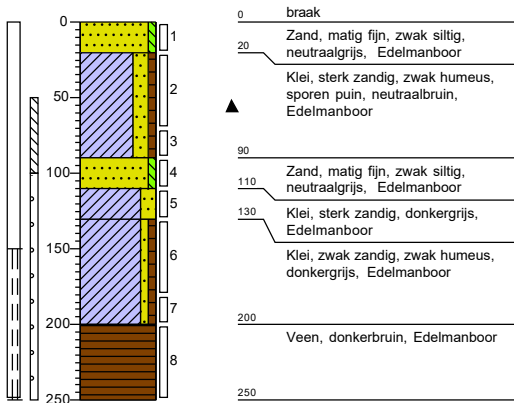 0
50
100
150
200
250
1
2
3
4
5
6
7
8
0 braak
Zand, matig fijn, zwak siltig,
neutraalgrijs, Edelmanboor
20
Klei, sterk zandig, zwak humeus,
sporen puin, neutraalbruin,
Edelmanboor
90
Zand, matig fijn, zwak siltig,
neutraalgrijs, Edelmanboor
110
Klei, sterk zandig, donkergrijs,
Edelmanboor
130
Klei, zwak zandig, zwak humeus,
donkergrijs, Edelmanboor
200
Veen, donkerbruin, Edelmanboor
250